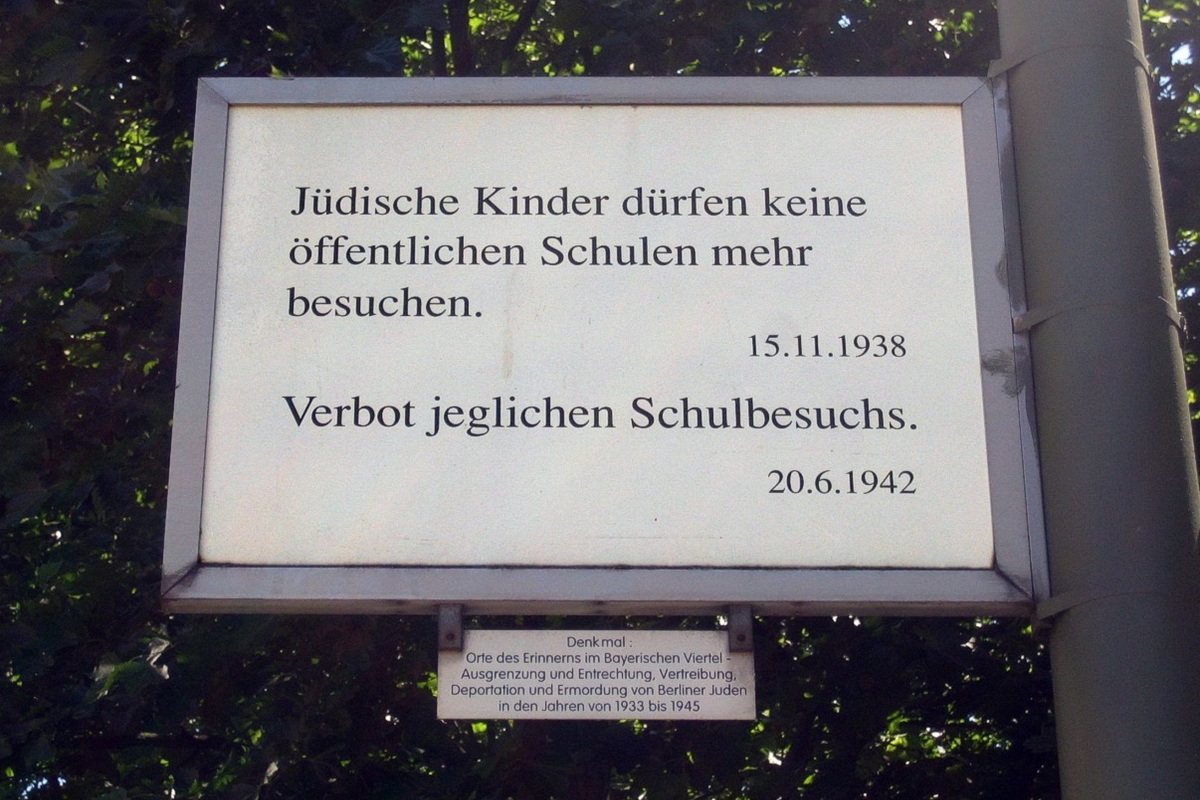 Jüdische Kinder dürfen keine
öffentlichen Schulen mehr
besuchen.
15.11.1938
Verbot jeglichen Schulbesuchs.
20.6.1942
Denkmal :
Orte des Erinnerns im Bayerischen Viertel -
Ausgrenzung und Entrechtung, Vertreibung,
Deportation und Ermordung von Berliner Juden
in den Jahren von 1933 bis 1945